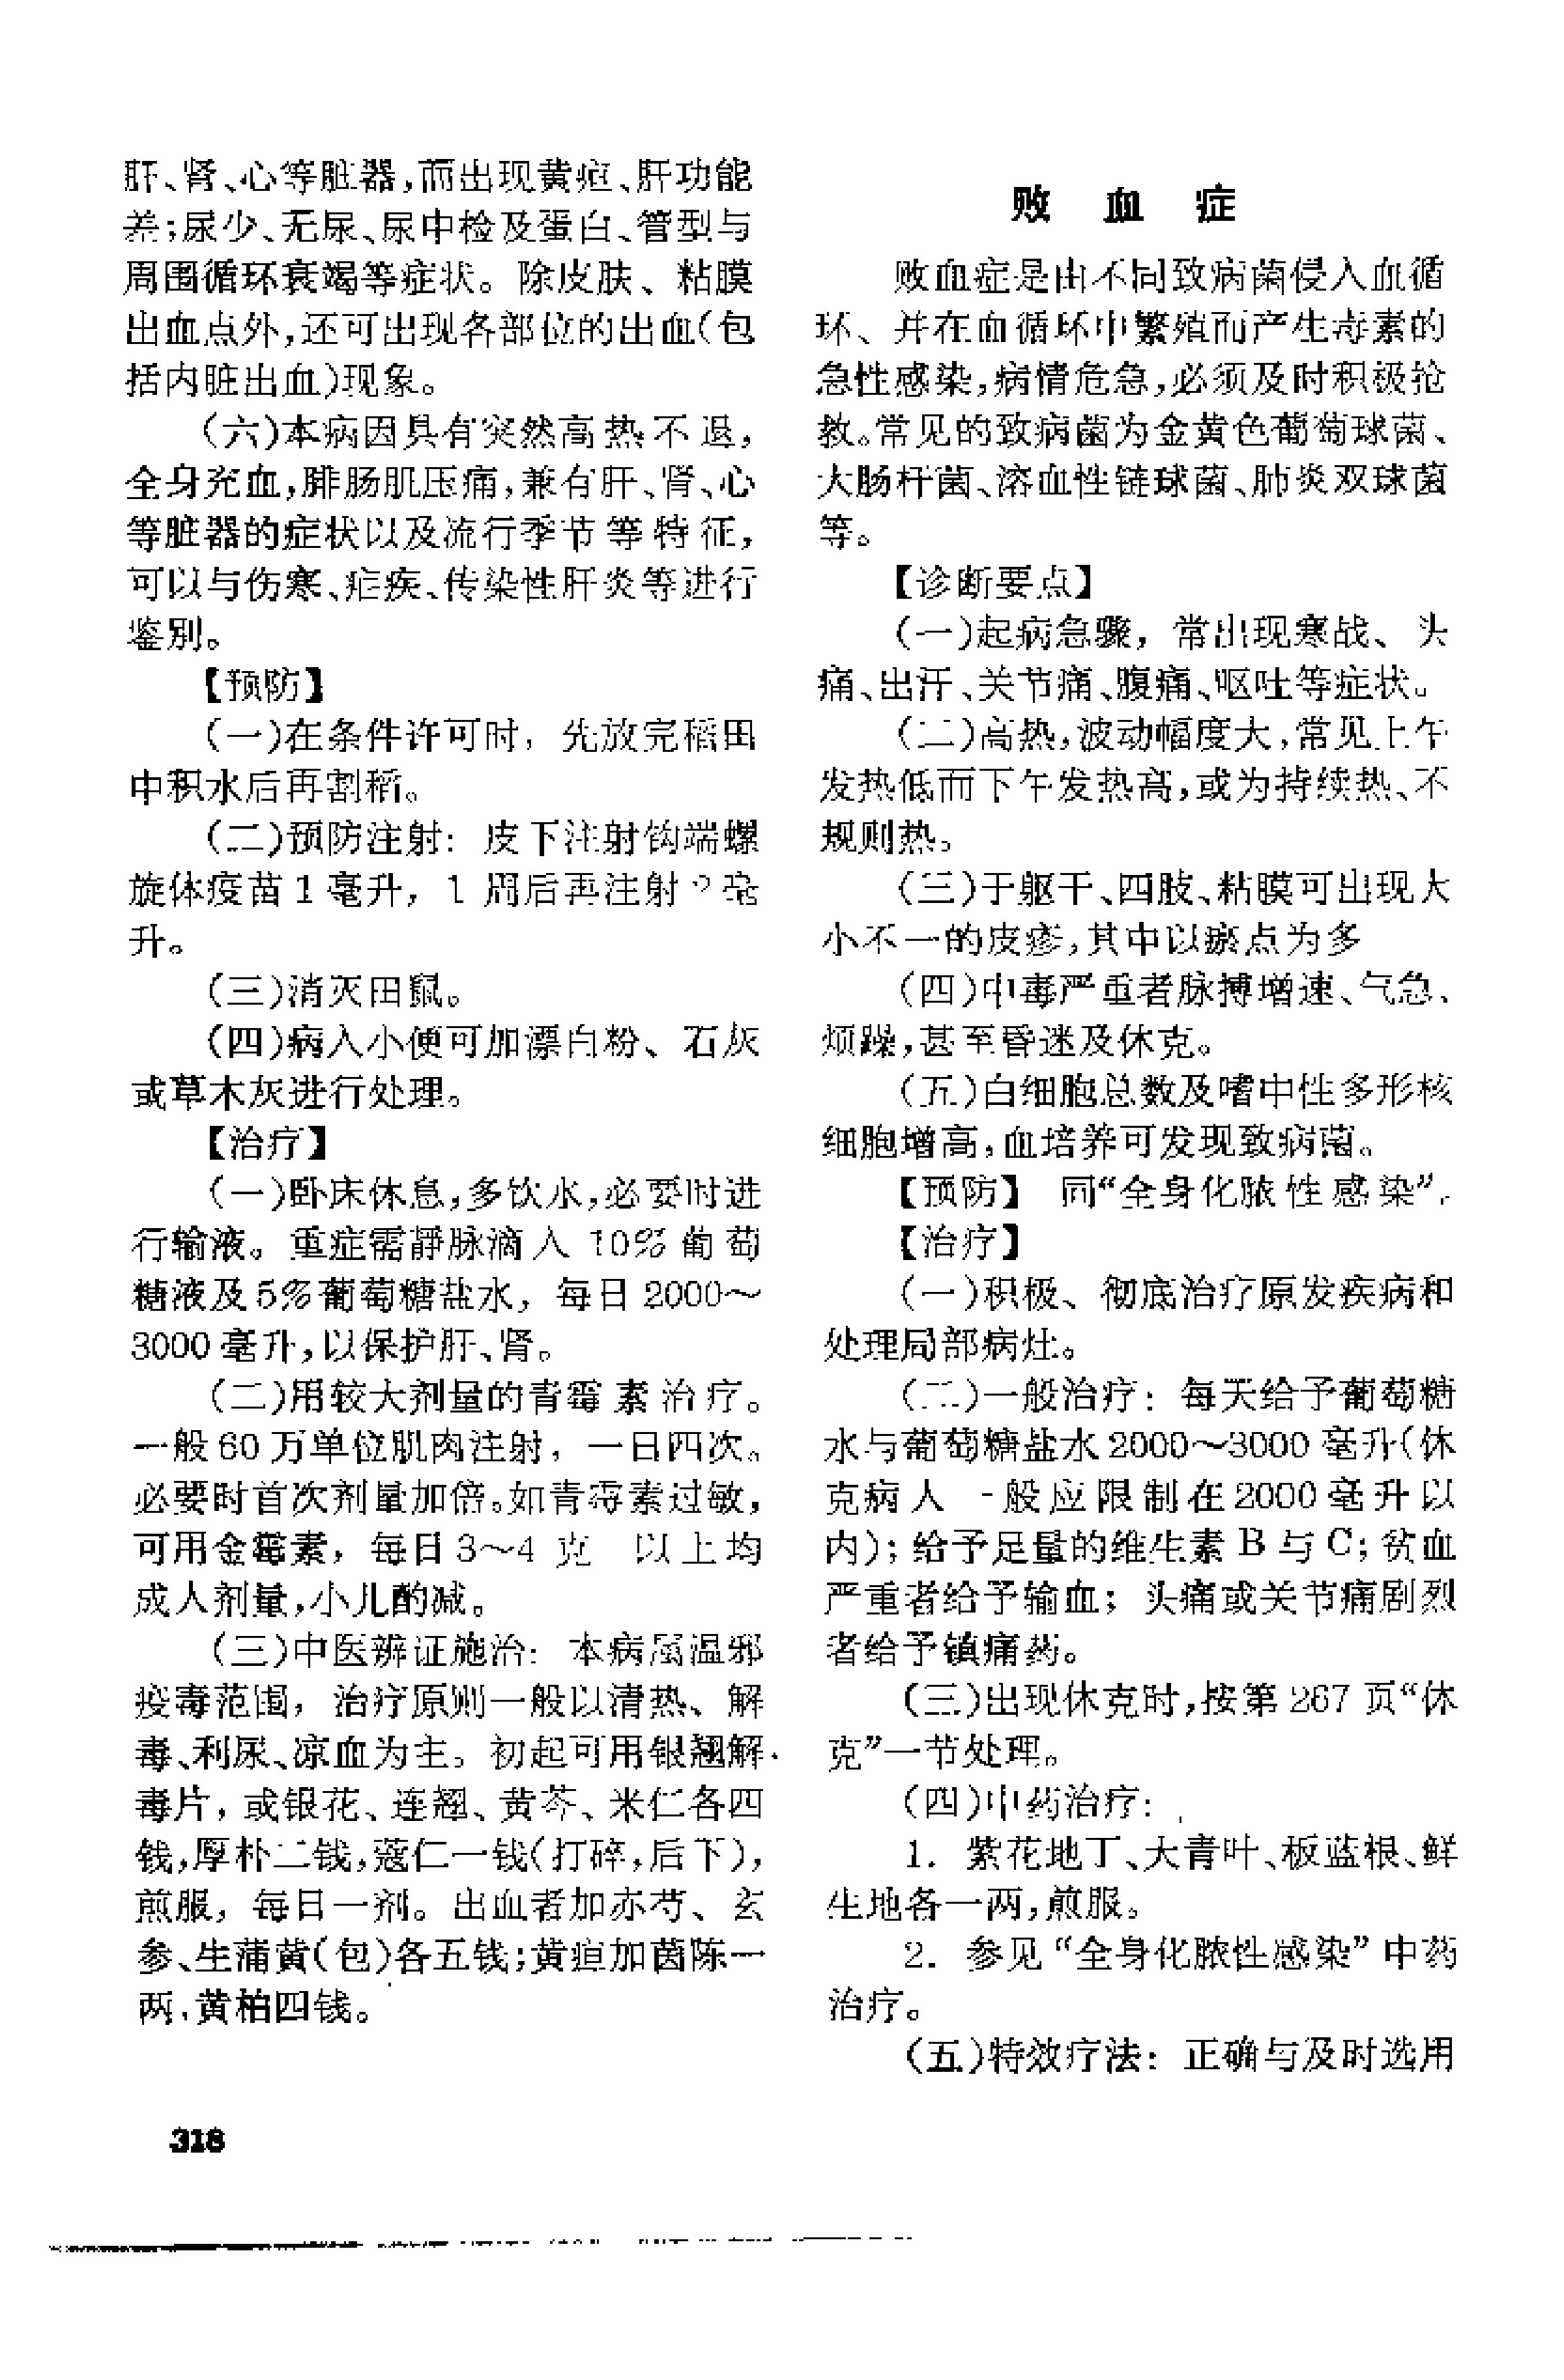 肝、肾、心等脏器,而出现黄疸、肝功能
差;尿少、无尿、尿中检及蛋白、管型与
周围循环衰竭等症状。除皮肤、粘膜
出血点外,还可出现各部位的出血(包
括内脏出血)现象。
(六)本病因具有突然高热不退,
全身充血,腓肠肌压痛,兼有肝、肾、心
等脏器的症状以及流行季节等特征,
可以与伤寒、疟疾、传染性肝炎等进行
鉴别。
【预防】
(一)在条件许可时,先放完稻田
中积水后再割稻。
(二)预防注射:皮下注射钩端螺
旋体疫苗1毫升,1周后再注射2毫
升。
(三)消灭田鼠。
(四)病人小便可加漂白粉、石灰
或草木灰进行处理。
【治疗】
(一)卧床休息,多饮水,必要时进
行输液。重症需静脉滴入10%葡萄
糖液及5%葡萄糖盐水,每日2000～
3000毫升,以保护肝、肾。
(二)用较大剂量的青霉素治疗。
一般60万单位肌肉注射,一日四次。
必要时首次剂量加倍。如青霉素过敏,
可用金霉素,每日3～4克 以上均
成人剂量,小儿酌减。
(三)中医辨证施治:本病属温邪
疫毒范围,治疗原则一般以清热、解
毒、利尿、凉血为主。初起可用银翘解
毒片,或银花、连翘、黄芩、米仁各四
钱,厚朴二钱,蔻仁一钱(打碎,后下),
煎服,每日一剂。出血者加赤芍、玄
参、生蒲黄(包)各五钱;黄疸加茵陈一
两,黄柏四钱。
318
败血症
败血症是由不同致病菌侵入血循
环、并在血循环中繁殖而产生毒素的
急性感染,病情危急,必须及时积极抢
救。常见的致病菌为金黄色葡萄球菌、
大肠杆菌、溶血性链球菌、肺炎双球菌
等。
【诊断要点】
(一)起病急骤,常出现寒战、头
痛、出汗、关节痛、腹痛、呕吐等症状。
(二)高热,波动幅度大,常见上午
发热低而下午发热高,或为持续热、不
规则热。
(三)于躯干、四肢、粘膜可出现大
小不一的皮疹,其中以瘀点为多
(四)中毒严重者脉搏增速、气急、
烦躁,甚至昏迷及休克。
(五)白细胞总数及嗜中性多形核
细胞增高,血培养可发现致病菌。
【预防】 同“全身化脓性感染”。
【治疗】
(一)积极、彻底治疗原发疾病和
处理局部病灶。
(二)一般治疗:每天给予葡萄糖
水与葡萄糖盐水2000～3000毫升(休
克病人一般应限制在2000毫升以
内);给予足量的维生素B与C;贫血
严重者给予输血;头痛或关节痛剧烈
者给予镇痛药。
(三)出现休克时,按第267页“休
克”一节处理。
(四)中药治疗:
1. 紫花地丁、大青叶、板蓝根、鲜
生地各一两,煎服。
2. 参见“全身化脓性感染”中药
治疗。
(五)特效疗法:正确与及时选用